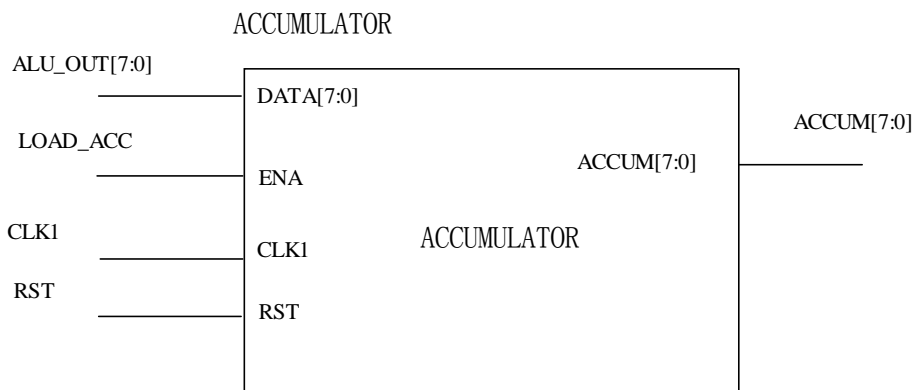 ACCUMULATOR
ALU_OUT[7:0]
DATA[7:0]
ACCUM[7:0]
LOAD_ACC
ACCUM[7:0]
ENA
CLK1
ACCUMULATOR
CLK1
RST
RST